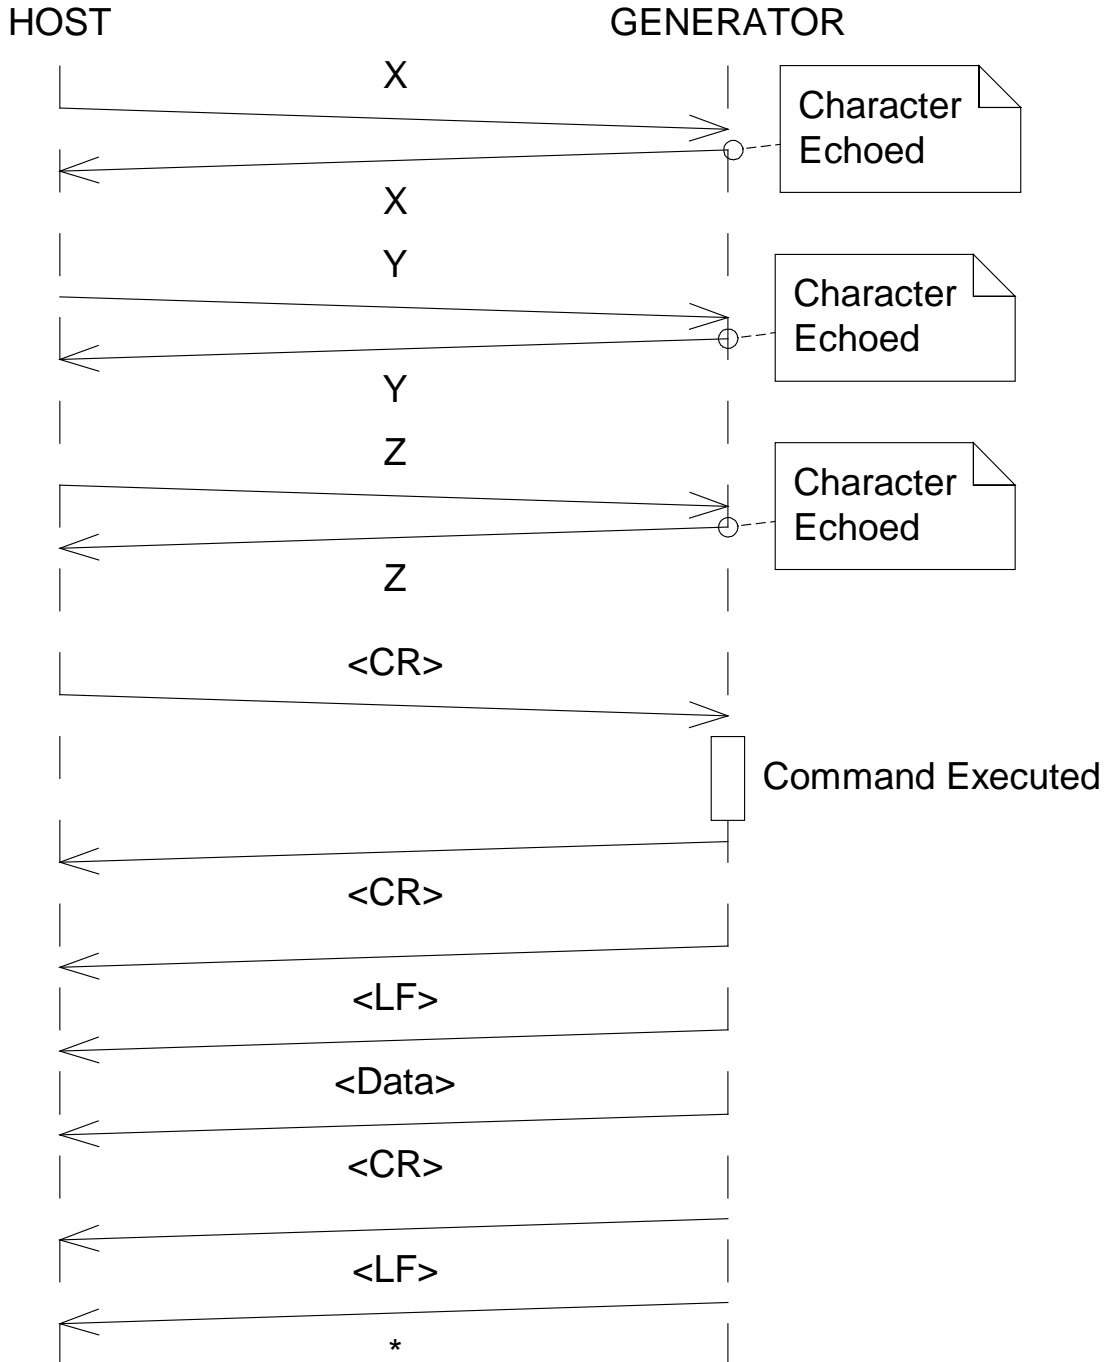 HOST
GENERATOR
X
Character
Echoed
X
Y
Character
Echoed
Y
Z
Character
Echoed
Z
<CR>
Command Executed
<CR>
<LF>
<Data>
<CR>
<LF>
*